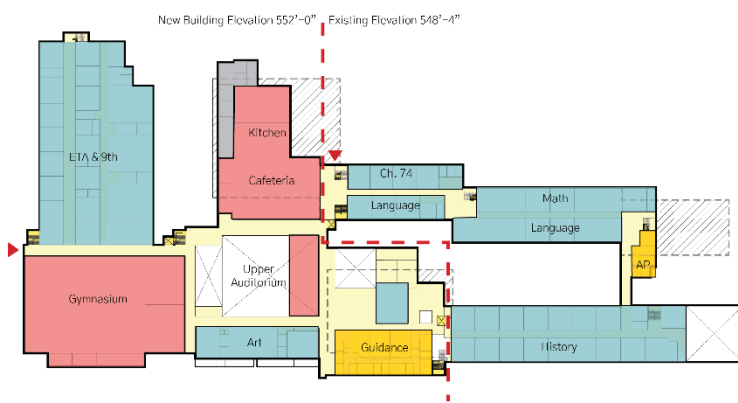 New Building Elevation 552'-0" Existing Elevation 548'-4"
Kitchen
ETA & 9th
Cafeteria
Ch. 74
Language
Math
Language
AP
Upper
Auditorium
Gymnasium
Art
Guidance
History